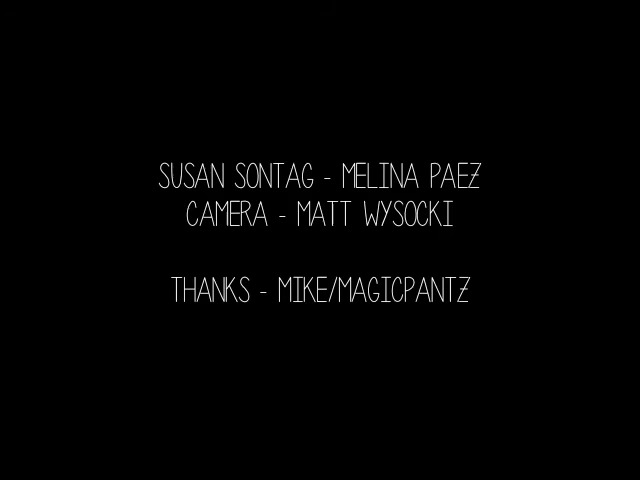 SUSAN SONTAG - MELINA PAEZ
CAMERA - MATT WYSOCKI
THANKS - MIKE/MAGICPANTZ